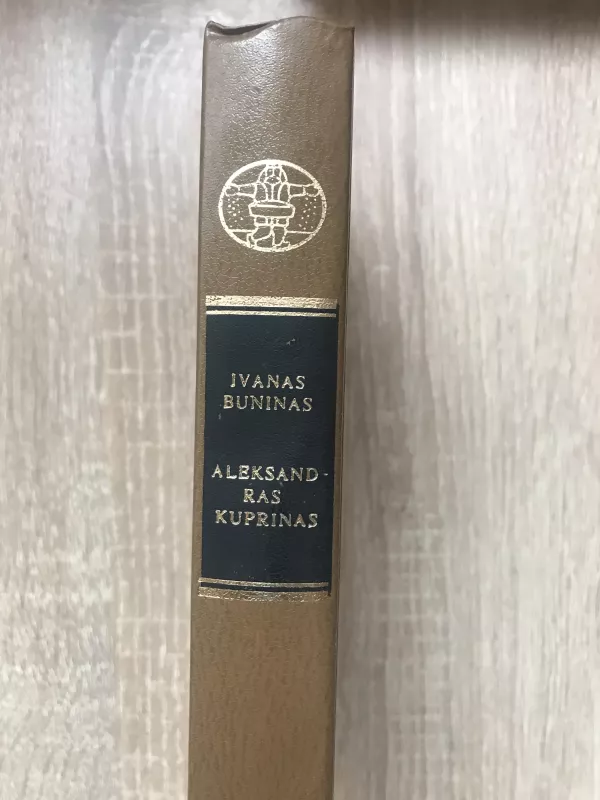 IVANAS
BUNINAS
ALEKSAND-
RAS
KUPRINAS